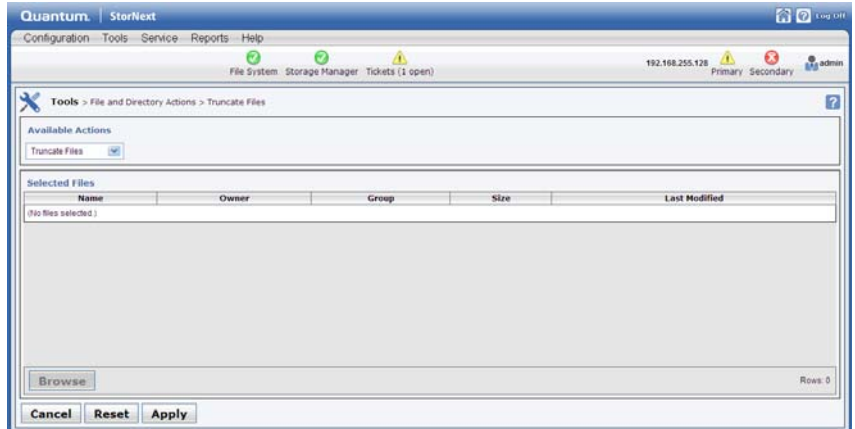 Quantum. StorNext Log Off
Configuration Tools Service Reports Help
File System Storage Manager Tickets (1 open) 192.168.255.128 Primary Secondary admin
Tools > File and Directory Actions > Truncate Files
Available Actions
Truncate Files
Selected Files
Name Owner Group Size Last Modified
(No files selected.)
Browse Rows: 0
Cancel Reset Apply